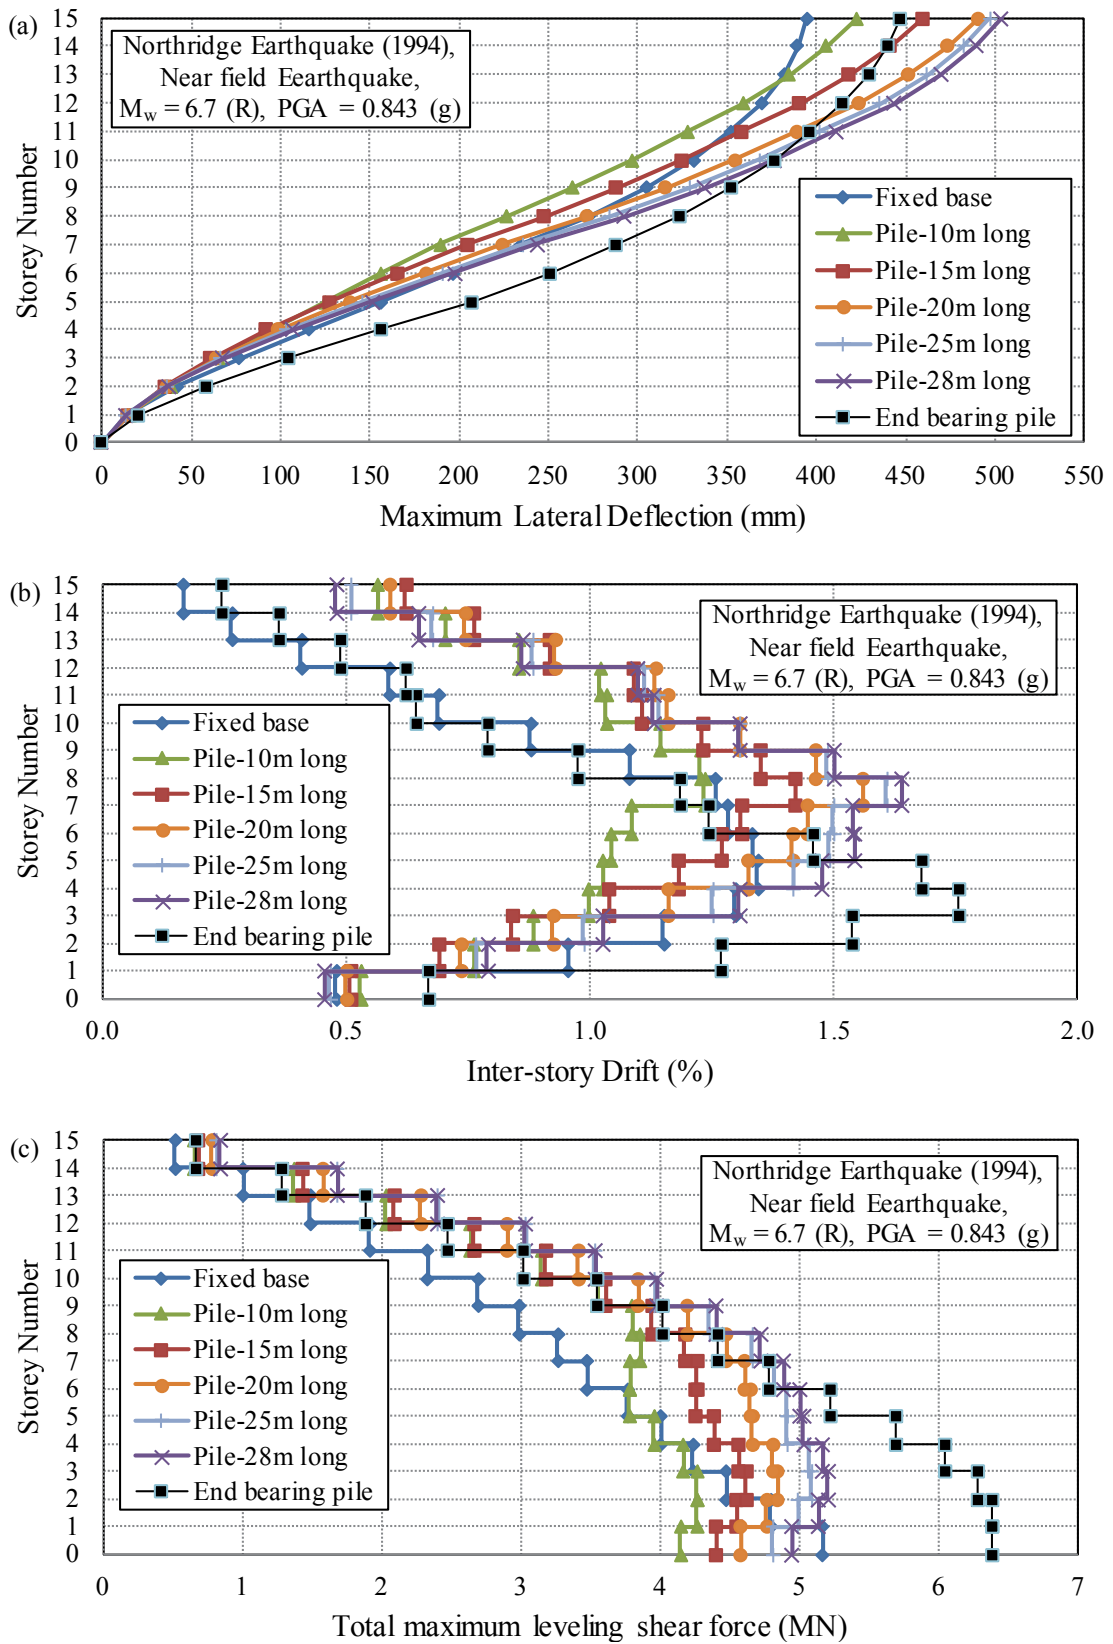 (a)
Northridge Earthquake (1994),
Near field Eearthquake,
Mw = 6.7 (R), PGA = 0.843 (g)
Storey Number
15
14
13
12
11
10
9
8
7
6
5
4
3
2
1
0
Fixed base
Pile-10m long
Pile-15m long
Pile-20m long
Pile-25m long
Pile-28m long
End bearing pile
0 50 100 150 200 250 300 350 400 450 500 550
Maximum Lateral Deflection (mm)
(b)
Northridge Earthquake (1994),
Near field Eearthquake,
Mw = 6.7 (R), PGA = 0.843 (g)
Storey Number
15
14
13
12
11
10
9
8
7
6
5
4
3
2
1
0
Fixed base
Pile-10m long
Pile-15m long
Pile-20m long
Pile-25m long
Pile-28m long
End bearing pile
0.0 0.5 1.0 1.5 2.0
Inter-story Drift (%)
(c)
Northridge Earthquake (1994),
Near field Eearthquake,
Mw = 6.7 (R), PGA = 0.843 (g)
Storey Number
15
14
13
12
11
10
9
8
7
6
5
4
3
2
1
0
Fixed base
Pile-10m long
Pile-15m long
Pile-20m long
Pile-25m long
Pile-28m long
End bearing pile
0 1 2 3 4 5 6 7
Total maximum leveling shear force (MN)